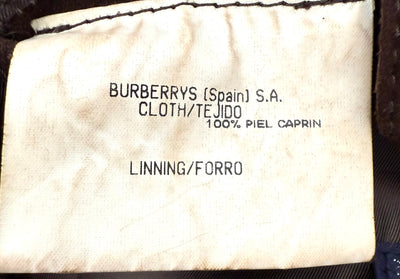 BURBERRYS (Spain) S.A.
CLOTH/TEJIDO
100% PIEL CAPRIN
LINNING/FORRO